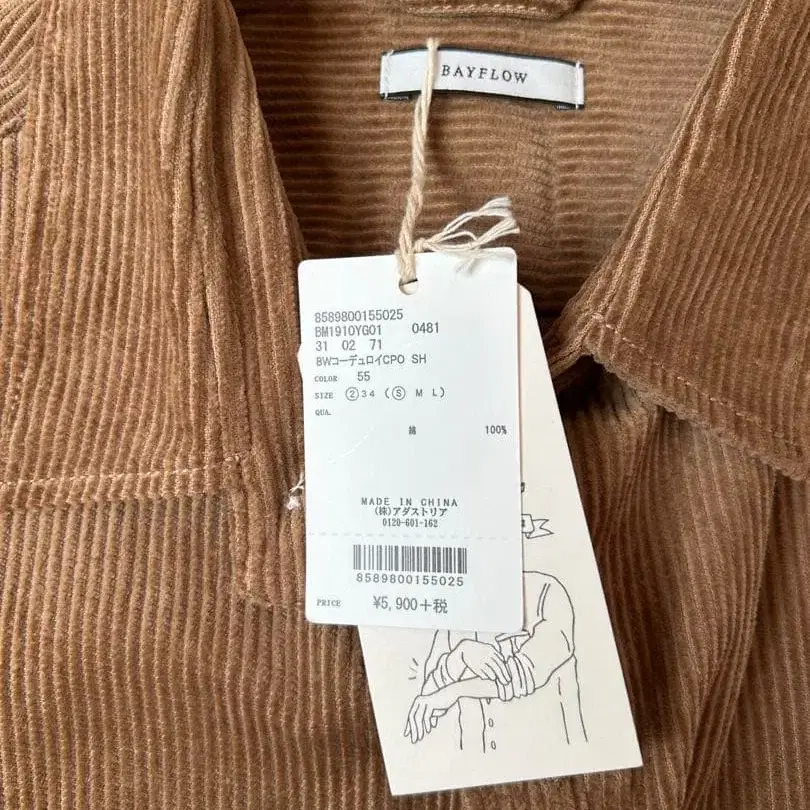 BAYFLOW
8589800155025
BM1910YG01 0481
31 02 71
BWコーデュロイCPO SH
COLOR 55
SIZE ②34 (Ⓢ M L)
QUA.
綿 100%
MADE IN CHINA
(株)アダストリア
0120-601-162
8589800155025
PRICE ¥5,900+税